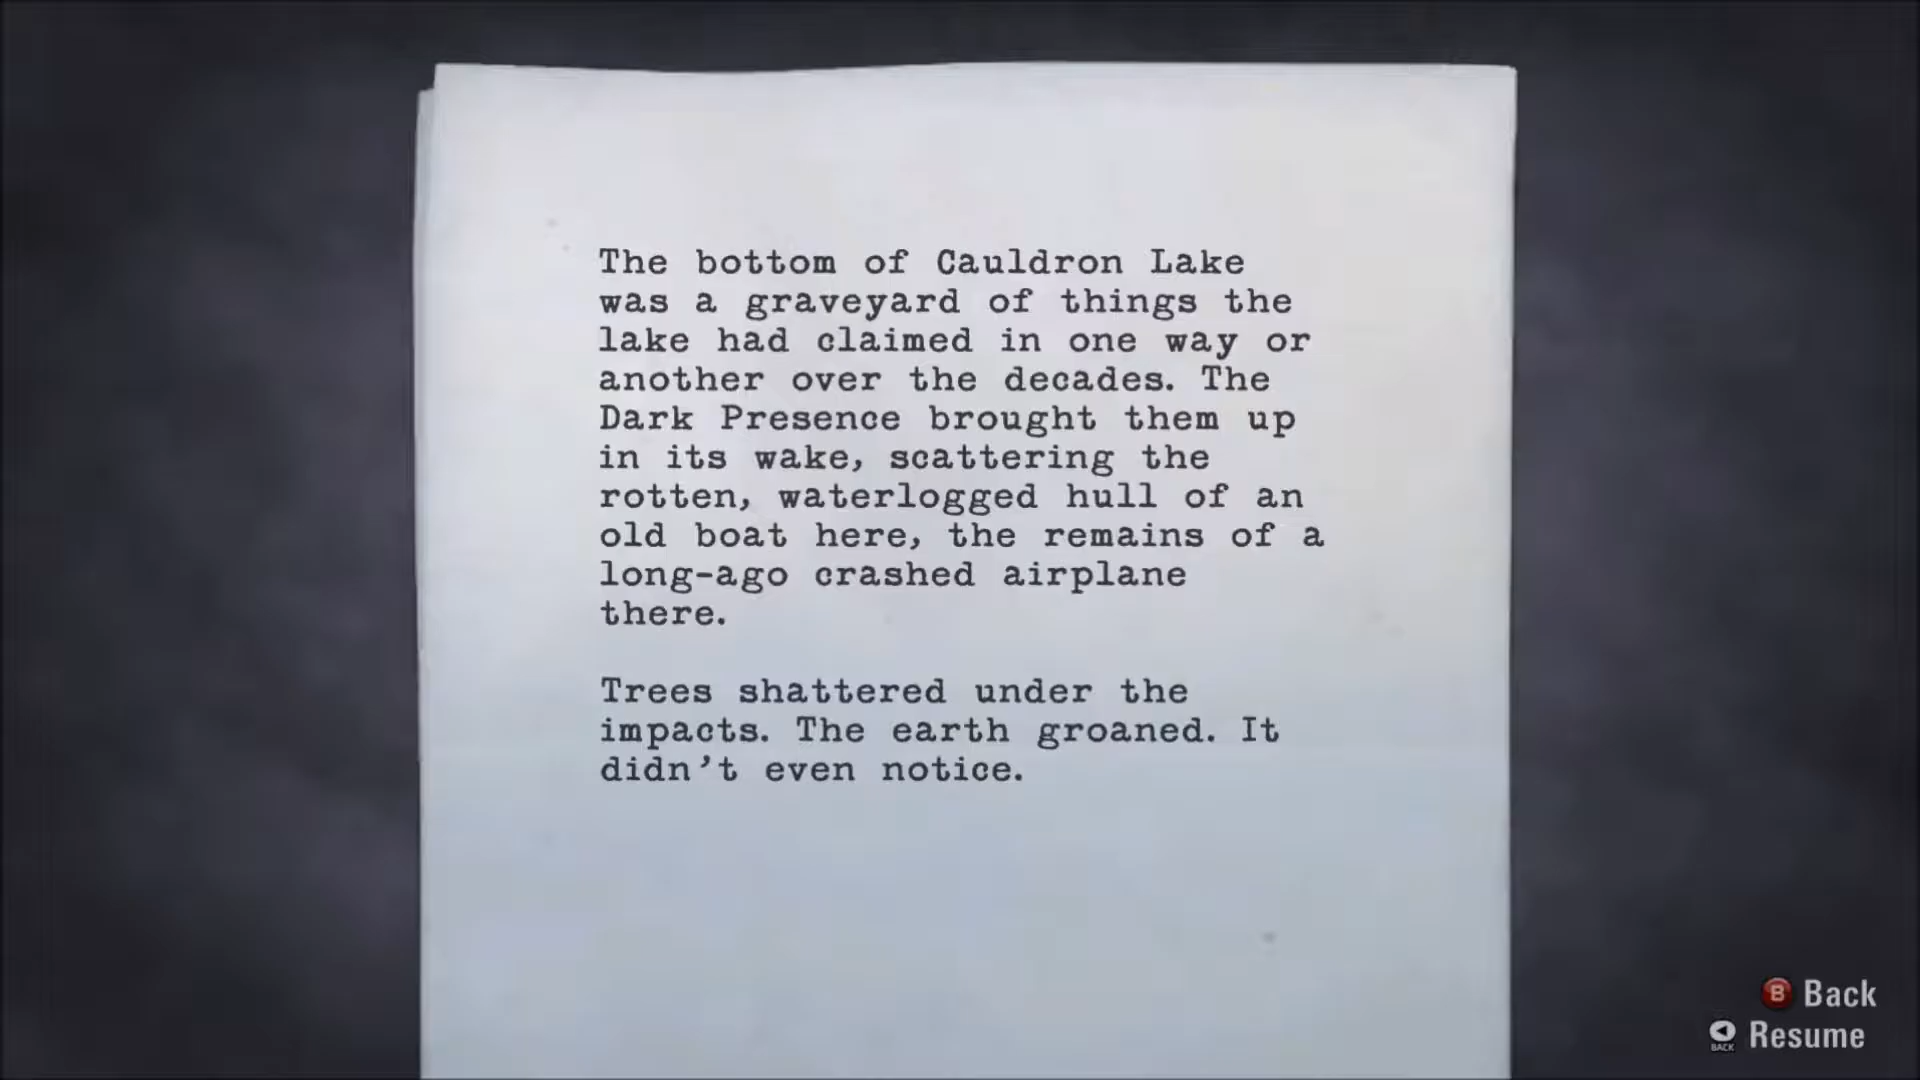 The bottom of Cauldron Lake
was a graveyard of things the
lake had claimed in one way or
another over the decades. The
Dark Presence brought them up
in its wake, scattering the
rotten, waterlogged hull of an
old boat here, the remains of a
long-ago crashed airplane
there.
Trees shattered under the
impacts. The earth groaned. It
didn’t even notice.
B Back
BACK Resume